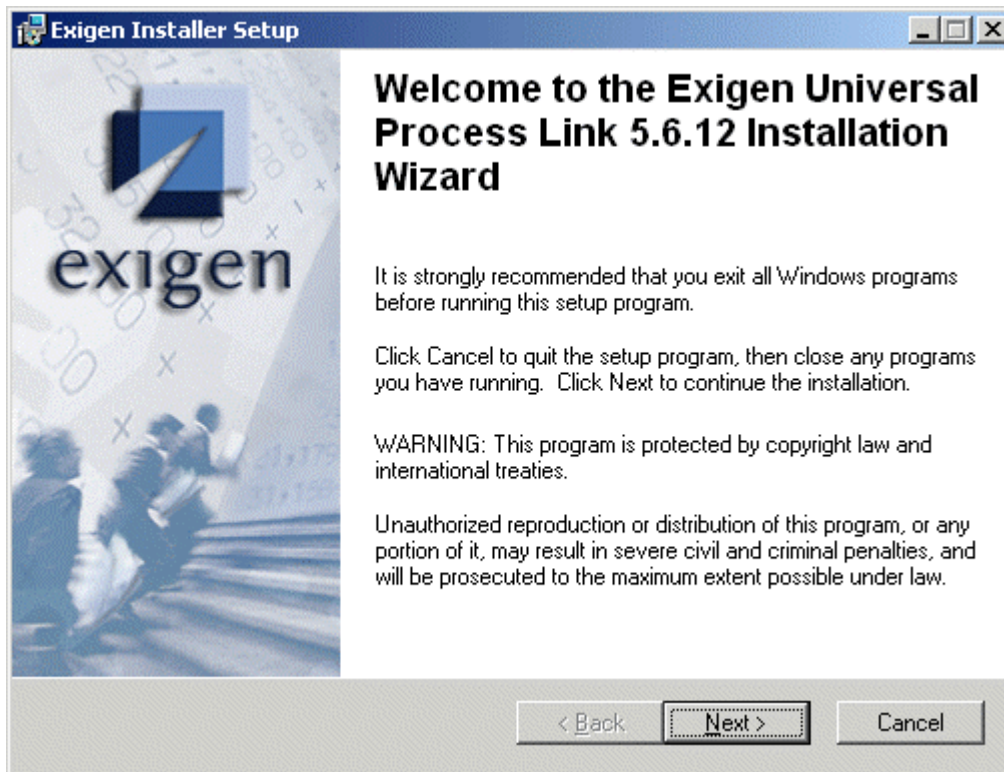 Exigen Installer Setup
Welcome to the Exigen Universal
Process Link 5.6.12 Installation
Wizard
exigen
It is strongly recommended that you exit all Windows programs
before running this setup program.
Click Cancel to quit the setup program, then close any programs
you have running.  Click Next to continue the installation.
WARNING: This program is protected by copyright law and
international treaties.
Unauthorized reproduction or distribution of this program, or any
portion of it, may result in severe civil and criminal penalties, and
will be prosecuted to the maximum extent possible under law.
< Back
Next >
Cancel